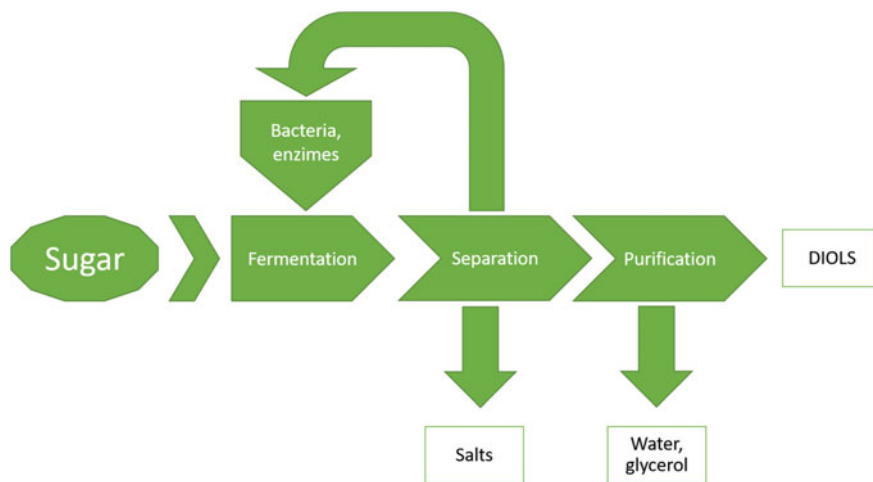 Bacteria,
enzimes
Sugar
Fermentation
Separation
Purification
DIOLS
Salts
Water,
glycerol